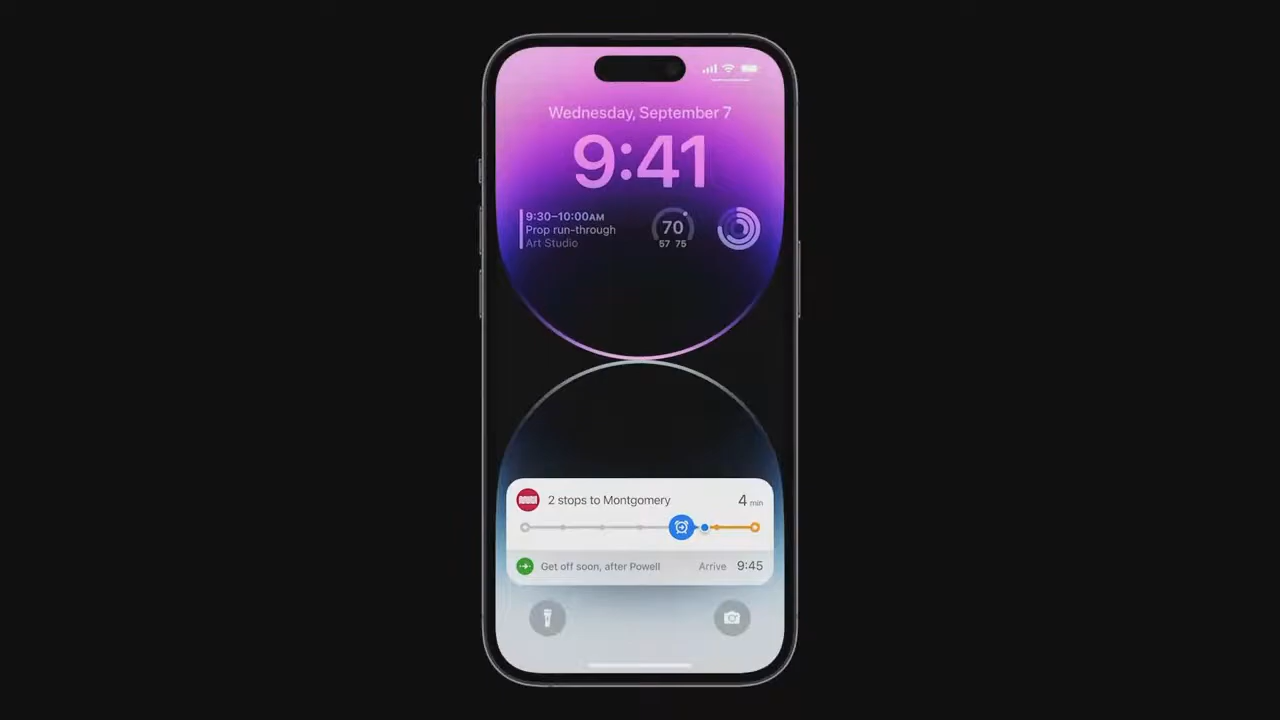 Wednesday, September 7
9:41
9:30–10:00AM
Prop run-through
Art Studio
70
57 75
2 stops to Montgomery
4 min
Get off soon, after Powell
Arrive 9:45